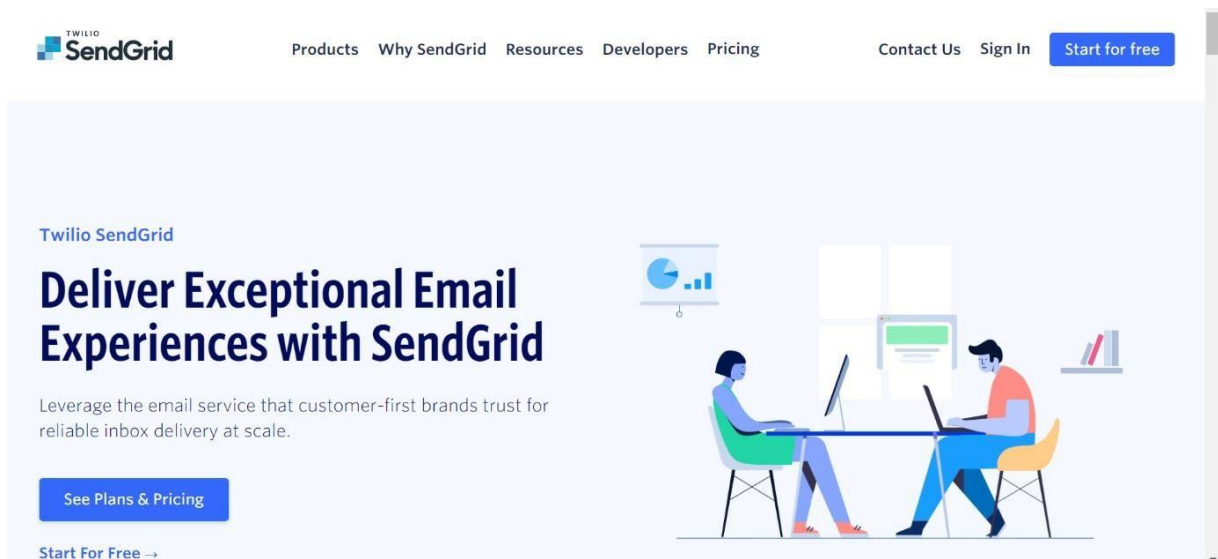 TWILIO
SendGrid
Products Why SendGrid Resources Developers Pricing Contact Us Sign In Start for free
Twilio SendGrid
Deliver Exceptional Email
Experiences with SendGrid
Leverage the email service that customer-first brands trust for
reliable inbox delivery at scale.
See Plans & Pricing
Start For Free →